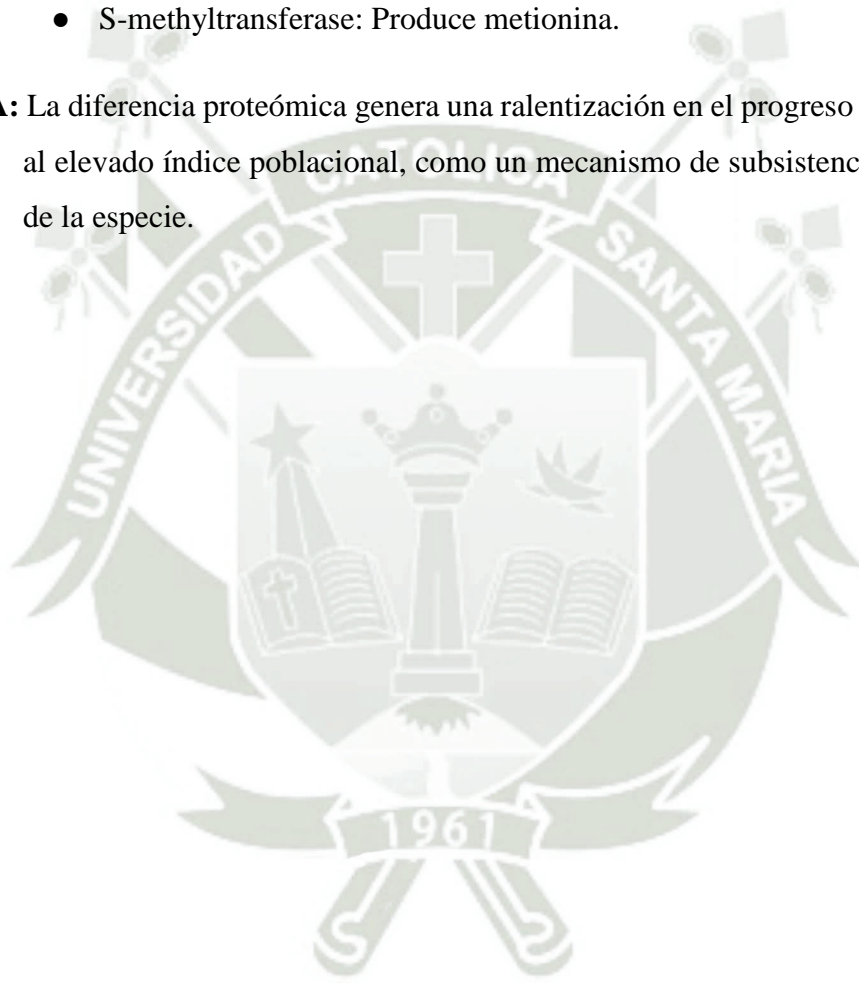 ● S-methyltransferase: Produce metionina.
A: La diferencia proteómica genera una ralentización en el progreso
al elevado índice poblacional, como un mecanismo de subsistenc
de la especie.
UNIVERSIDAD CATOLICA SANTA MARIA
1961